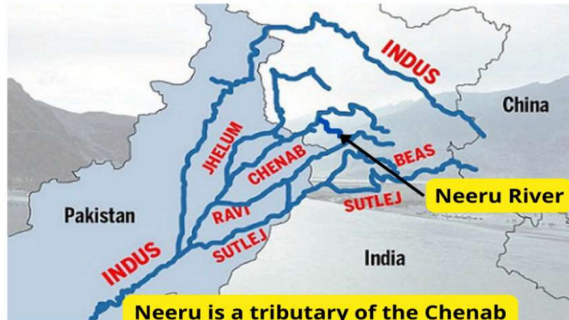 INDUS
China
JHELUM
CHENAB
BEAS
Neeru River
SUTLEJ
RAVI
Pakistan
SUTLEJ
INDUS
India
Neeru is a tributary of the Chenab